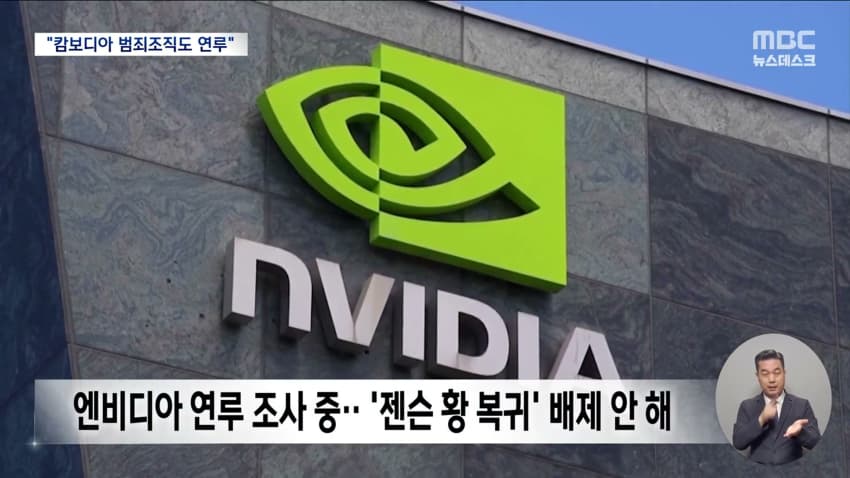 "캄보디아 범죄조직도 연루"
MBC
뉴스데스크
NVIDIA
엔비디아 연루 조사 중‥ '젠슨 황 복귀' 배제 안 해